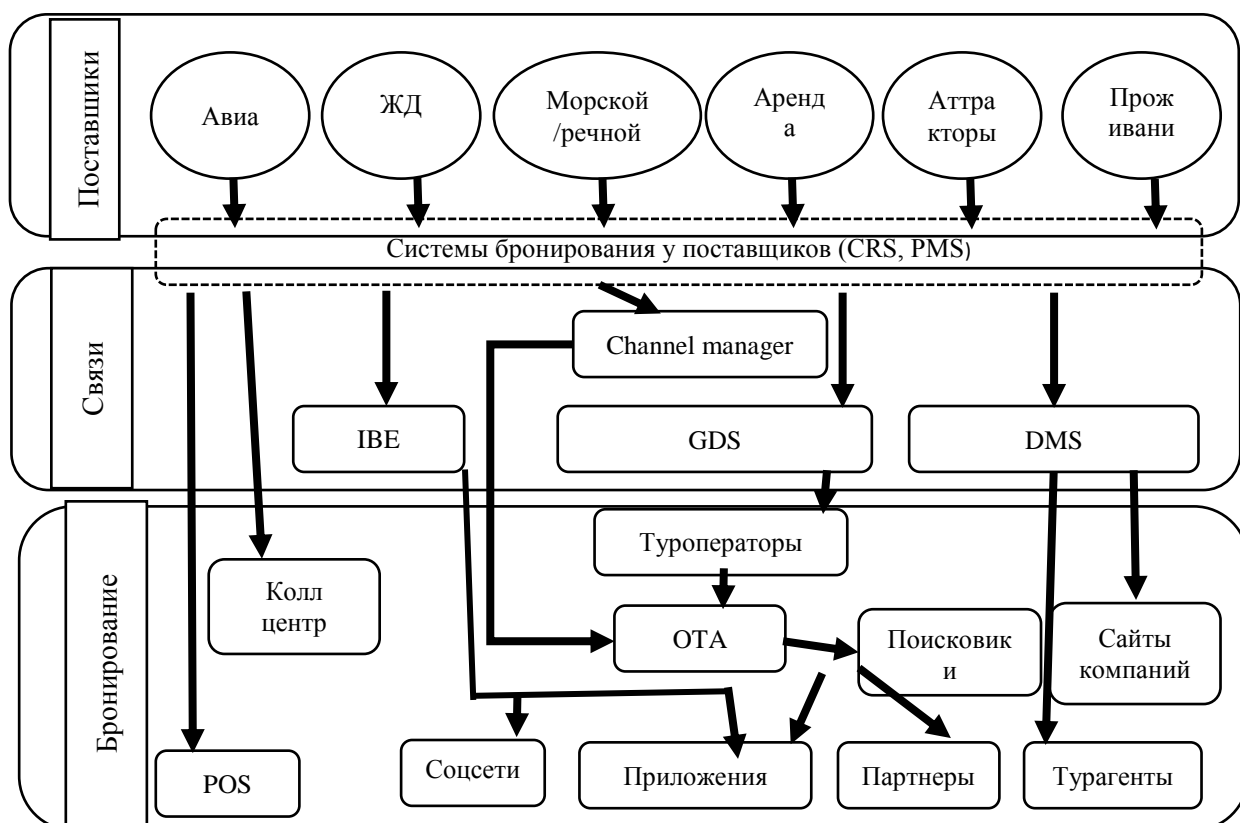 Поставщики
Авиа
ЖД
Морской
/речной
Аренд
а
Аттра
кторы
Прож
ивани
Системы бронирования у поставщиков (CRS, PMS)
Связи
Channel manager
IBE
GDS
DMS
Бронирование
Туроператоры
Колл
центр
ОТА
Поисковик
и
Сайты
компаний
POS
Соцсети
Приложения
Партнеры
Турагенты